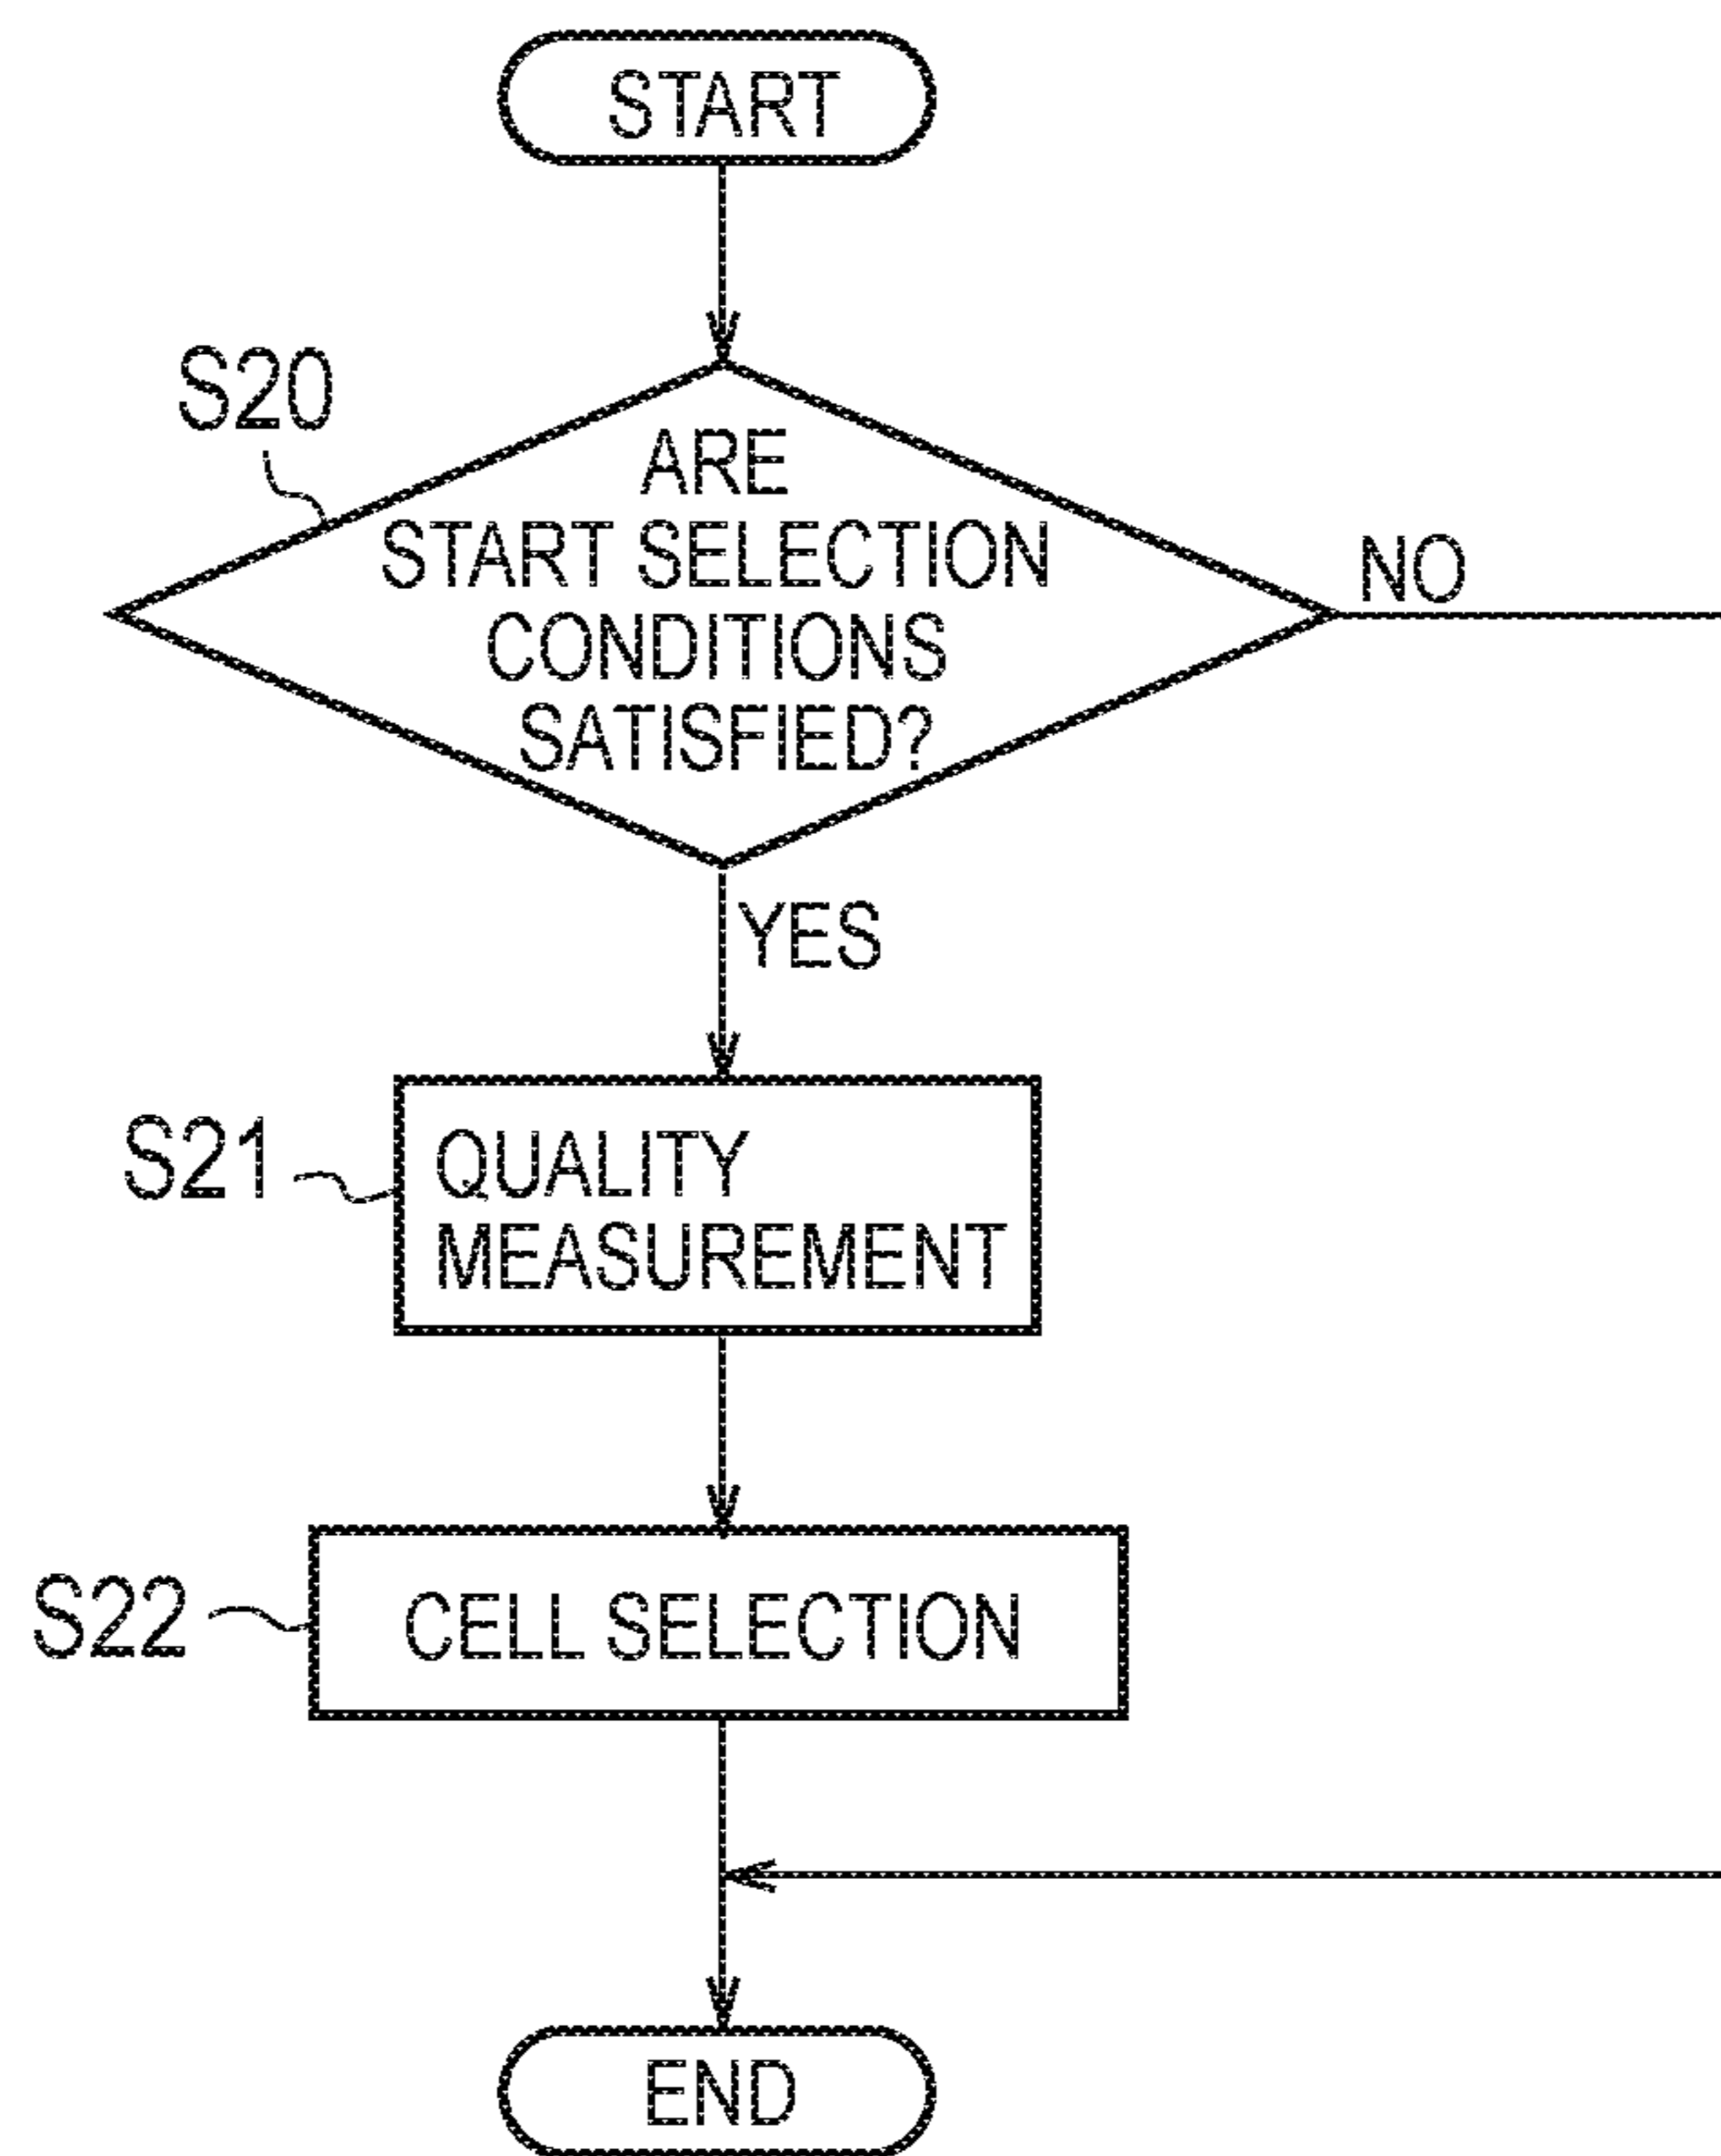 START
S20
ARE
START SELECTION
CONDITIONS
SATISFIED?
NO
YES
S21
QUALITY
MEASUREMENT
S22
CELL SELECTION
END